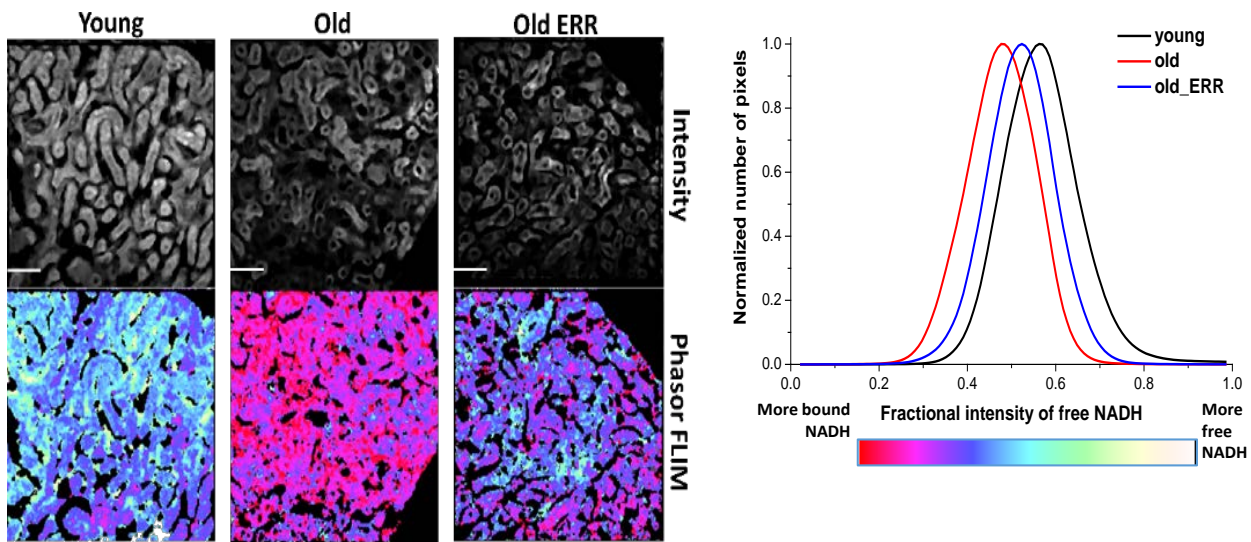 Young
Old
Old ERR
Intensity
Phasor FLIM
Normalized number of pixels
1.0
0.8
0.6
0.4
0.2
0.0
0.0
0.2
0.4
0.6
0.8
1.0
young
old
old_ERR
Fractional intensity of free NADH
More bound
NADH
More
free
NADH